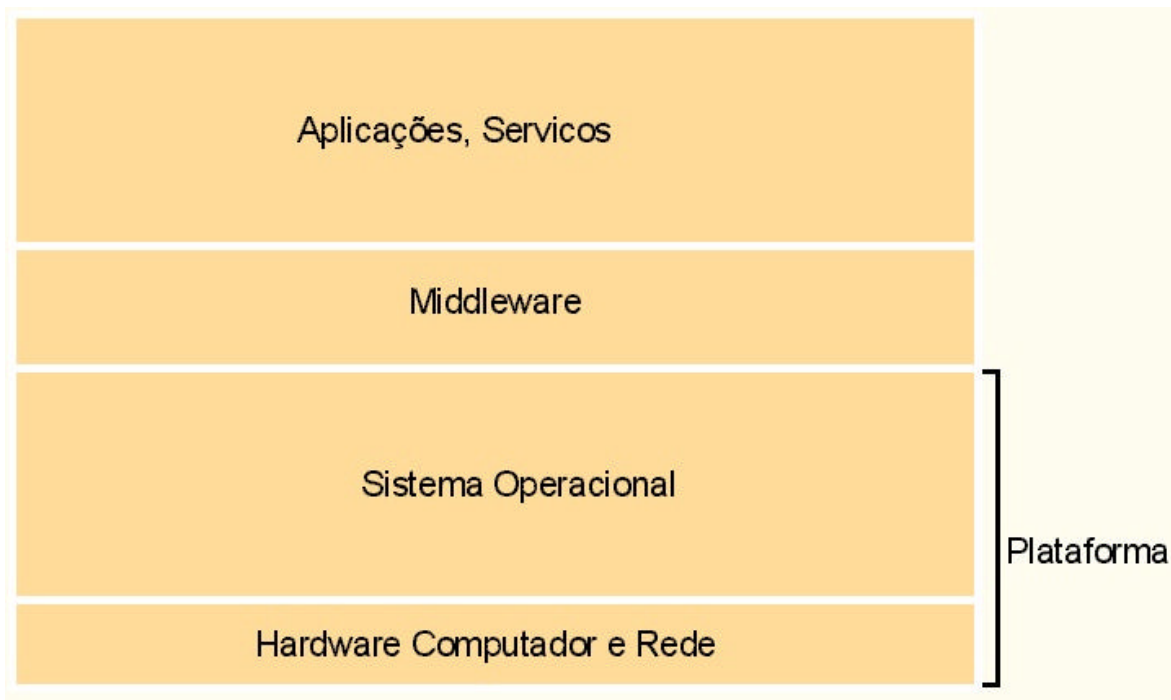 Aplicações, Servicos
Middleware
Sistema Operacional
Plataforma
Hardware Computador e Rede